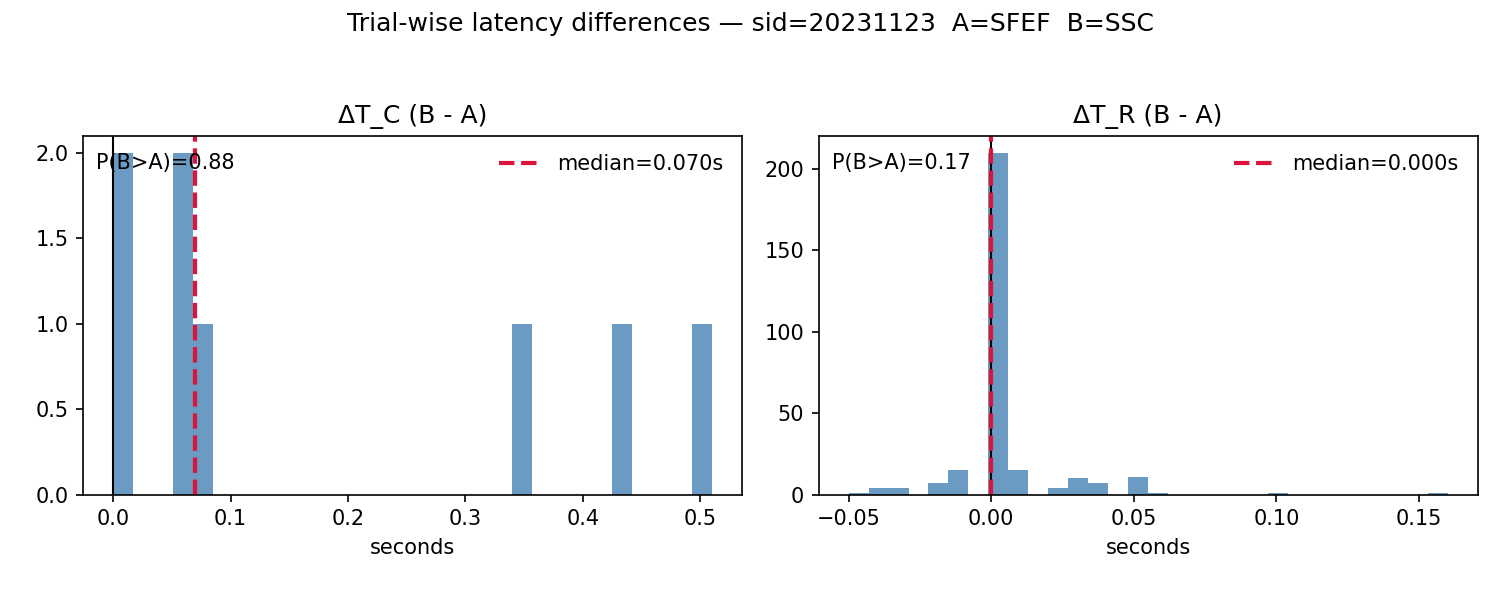 Trial-wise latency differences — sid=20231123  A=SFEF  B=SSC
ΔT_C (B - A)
P(B>A)=0.88
median=0.070s
2.0
1.5
1.0
0.5
0.0
0.0 0.1 0.2 0.3 0.4 0.5
seconds
ΔT_R (B - A)
P(B>A)=0.17
median=0.000s
200
150
100
50
0
−0.05 0.00 0.05 0.10 0.15
seconds